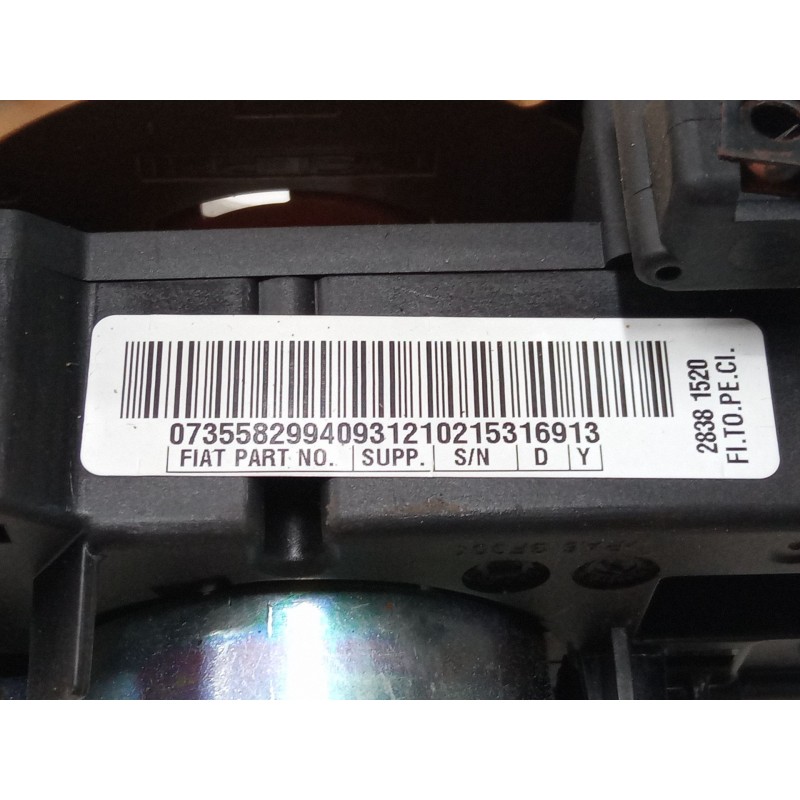 07355829940931210215316913
FIAT PART NO. SUPP. S/N D Y
2838 1520
FI.TO.PE.CI.